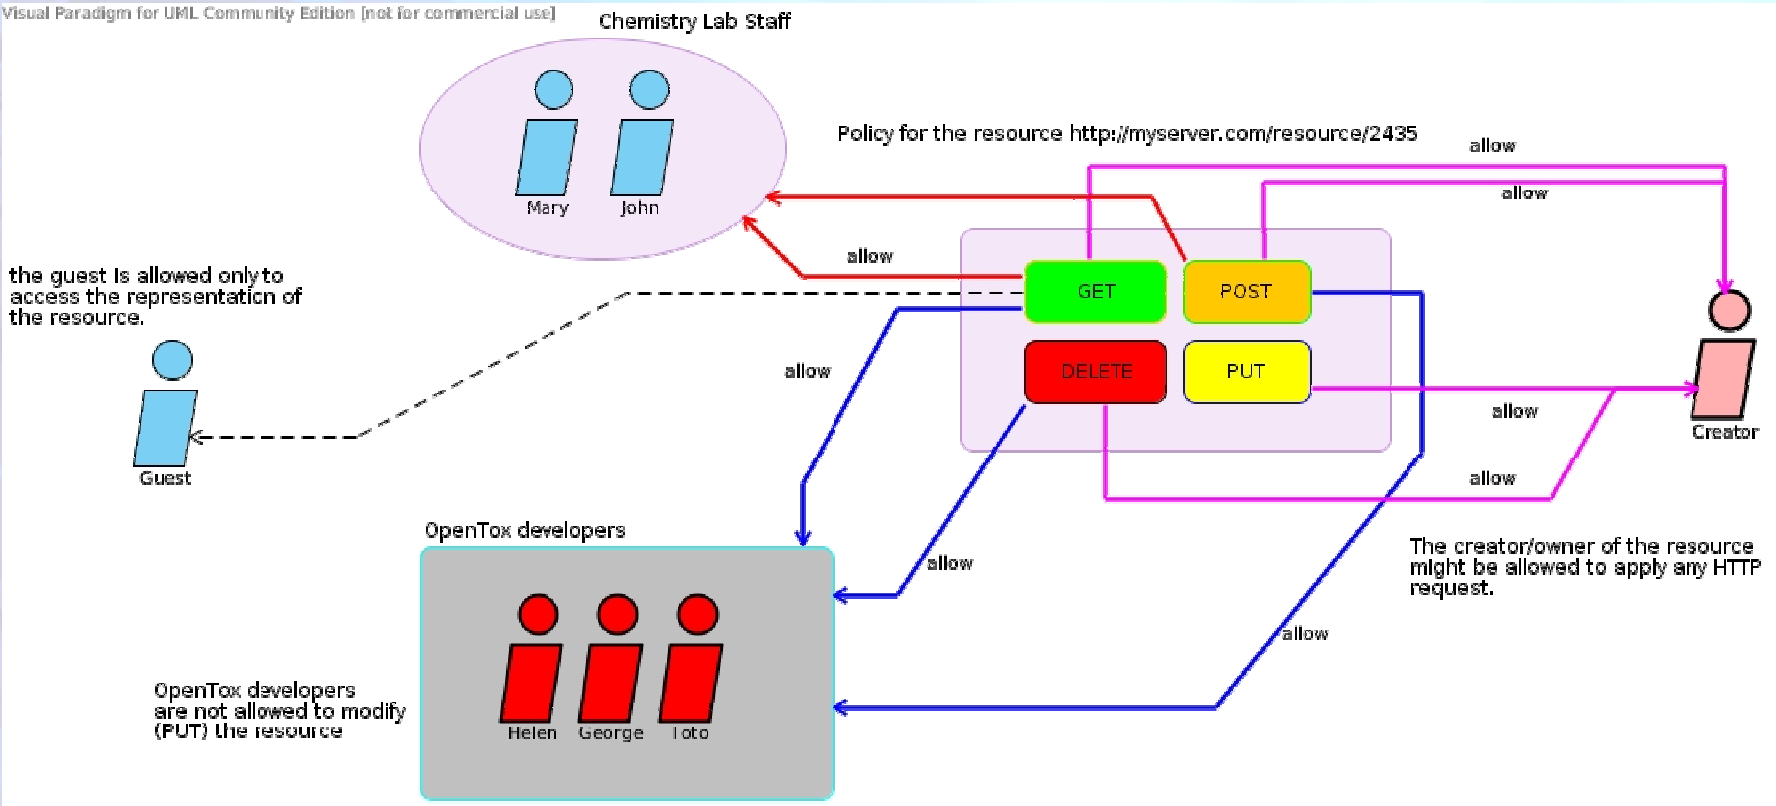 Visual Paradigm for UML Community Edition [not for commercial use]
Chemistry Lab Staff
Mary
John
Policy for the resource http://myserver.com/resource/2435
allow
allow
allow
the guest is allowed only to
access the representation of
the resource.
GET
POST
DELETE
PUT
allow
allow
Creator
Guest
allow
OpenTox developers
allow
The creator/owner of the resource
might be allowed to apply any HTTP
request.
allow
OpenTox developers
are not allowed to modify
(PUT) the resource
Helen
George
Toto